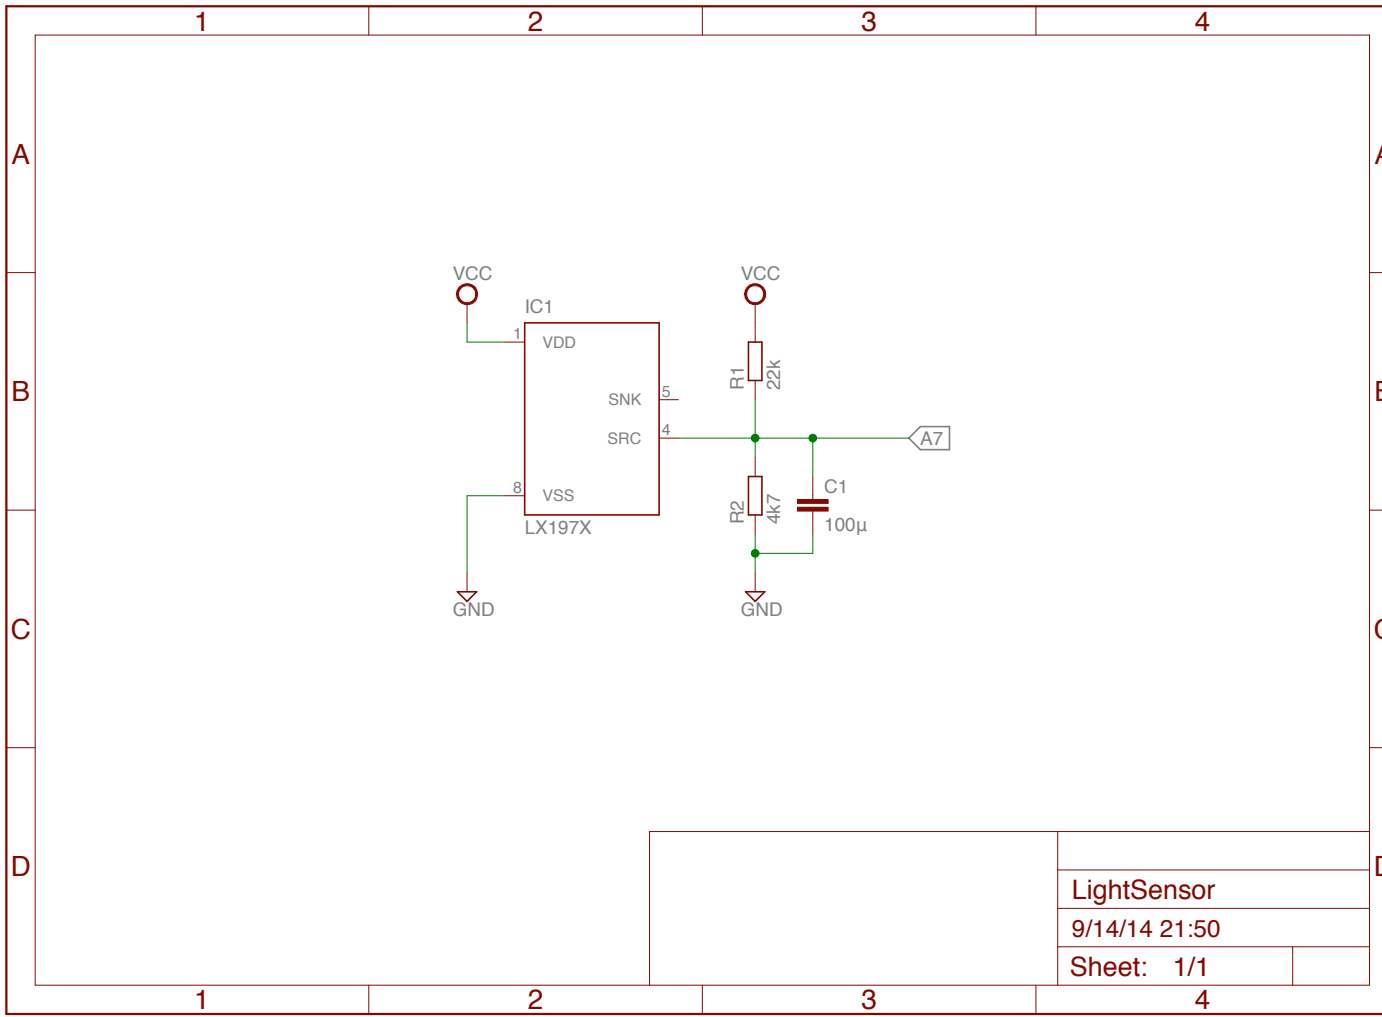 1 2 3 4
A A
VCC VCC
IC1
1 VDD
R1 22k
B B
5 SNK
4 SRC
A7
8 VSS
R2 4k7
C1
100µ
LX197X
GND GND
C C
D D
LightSensor
9/14/14 21:50
Sheet: 1/1
1 2 3 4